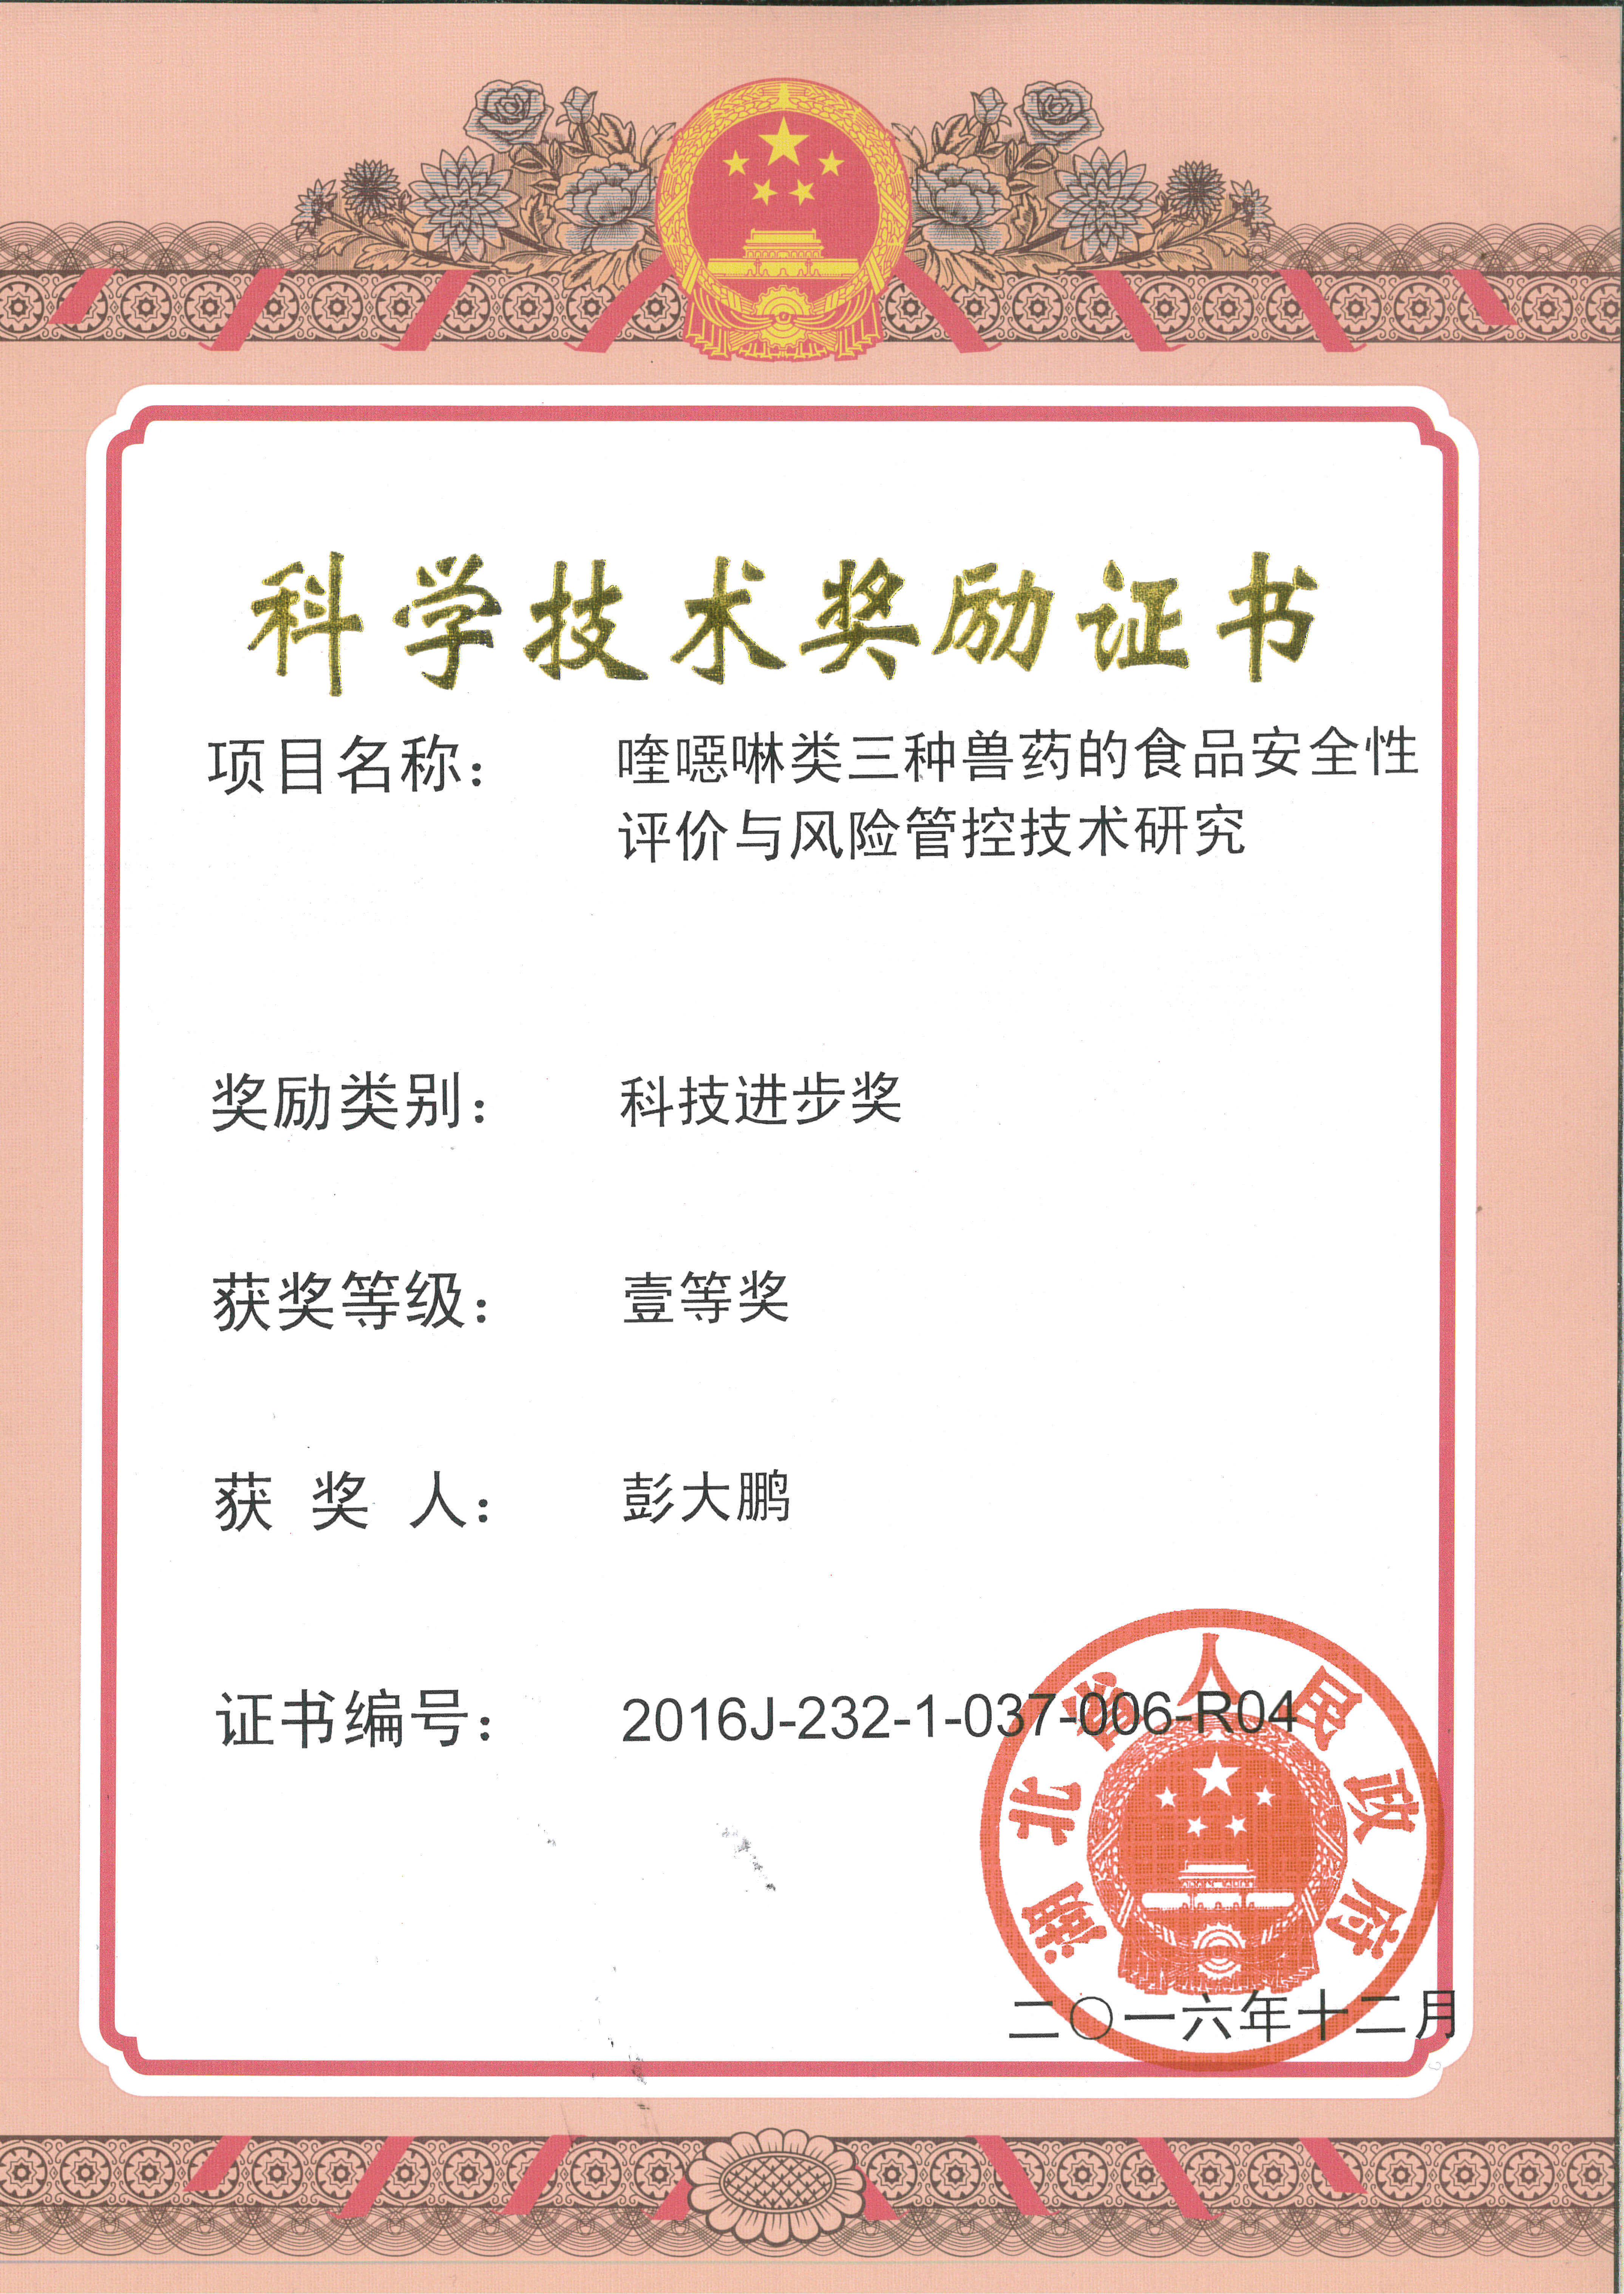 科学技术奖励证书
项目名称： 喹噁啉类三种兽药的食品安全性
评价与风险管控技术研究
奖励类别： 科技进步奖
获奖等级： 壹等奖
获奖人： 彭大鹏
证书编号： 2016J-232-1-037-006-R04
湖北省人民政府
二〇一六年十二月